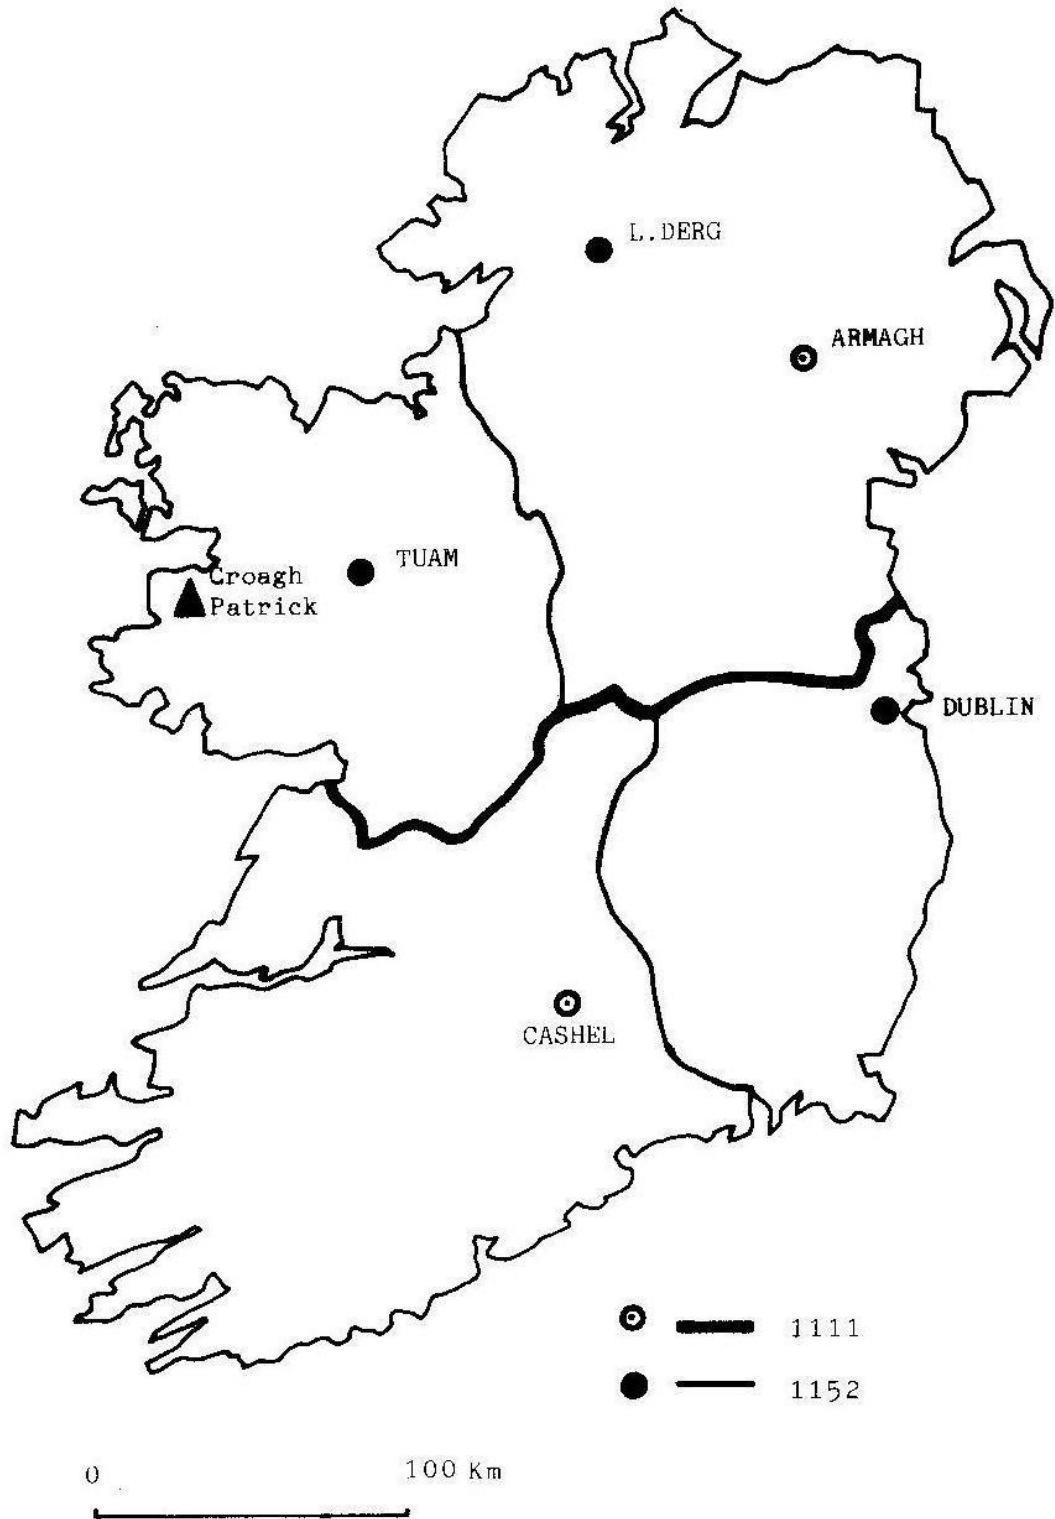 L.DERG
ARMAGH
TUAM
Croagh
Patrick
DUBLIN
CASHEL
1111
1152
0 100 Km